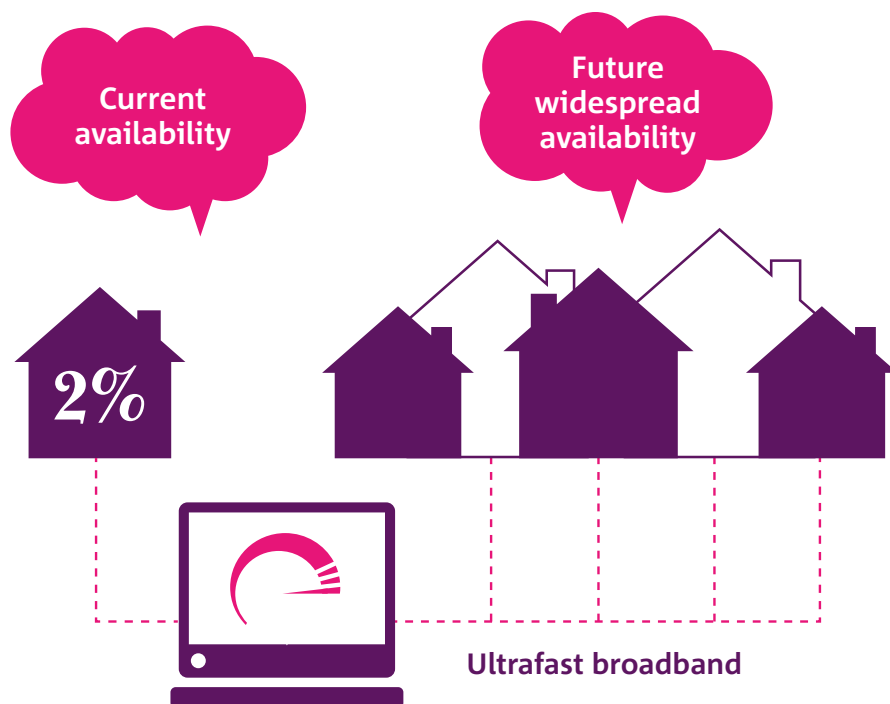 Current
availability
Future
widespread
availability
2%
Ultrafast broadband